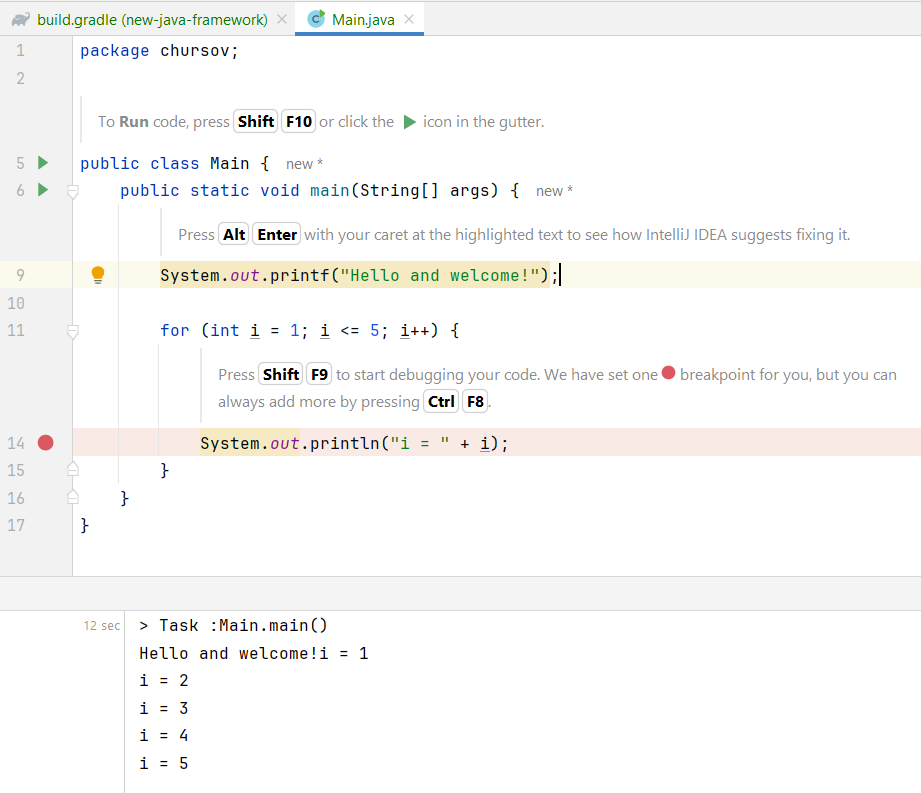 build.gradle (new-java-framework) Main.java
1 package chursov;
2
To Run code, press Shift F10 or click the icon in the gutter.
5 public class Main { new *
6 public static void main(String[] args) { new *
Press Alt Enter with your caret at the highlighted text to see how IntelliJ IDEA suggests fixing it.
9 System.out.printf("Hello and welcome!");
10
11 for (int i = 1; i <= 5; i++) {
Press Shift F9 to start debugging your code. We have set one breakpoint for you, but you can
always add more by pressing Ctrl F8.
14 System.out.println("i = " + i);
15 }
16 }
17 }
12 sec > Task :Main.main()
Hello and welcome!i = 1
i = 2
i = 3
i = 4
i = 5